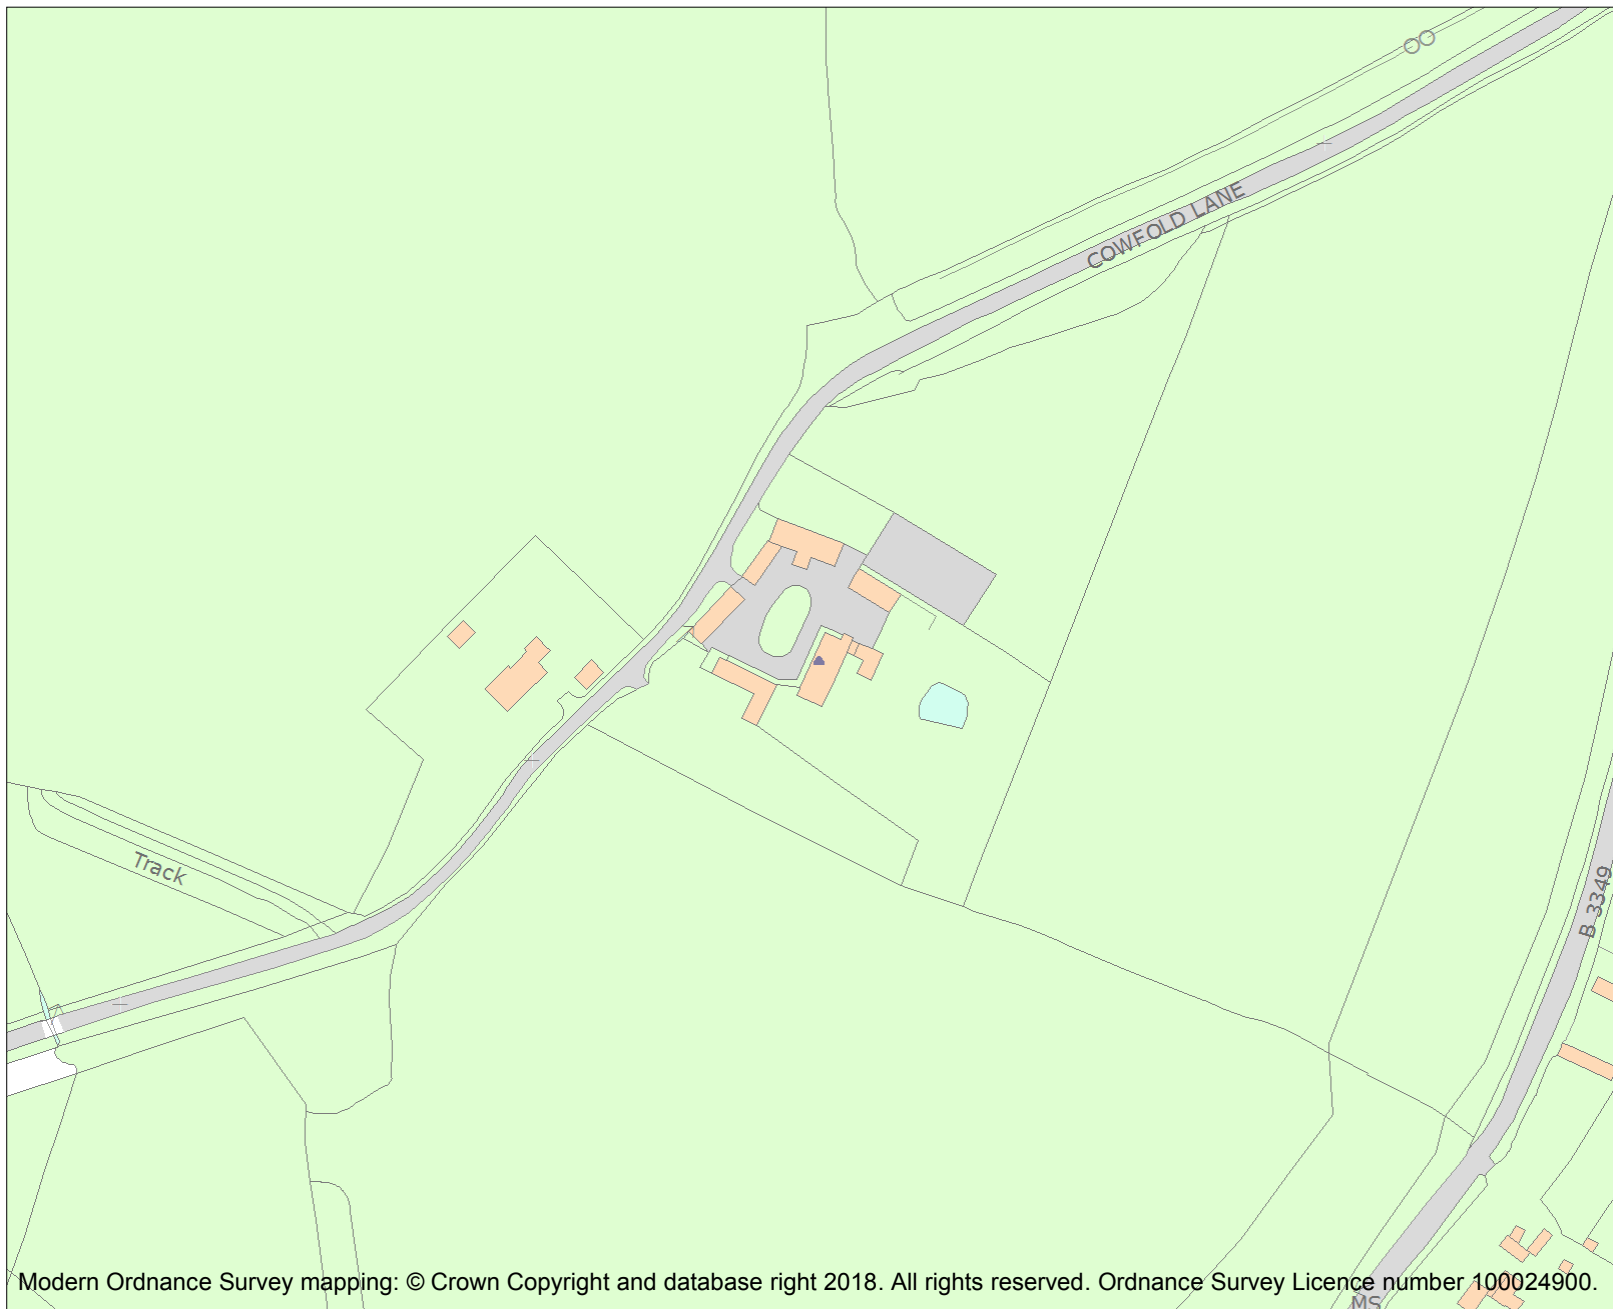 COWFOLD LANE
Track
B 3349
MS
Modern Ordnance Survey mapping: © Crown Copyright and database right 2018. All rights reserved. Ordnance Survey Licence number 100024900.